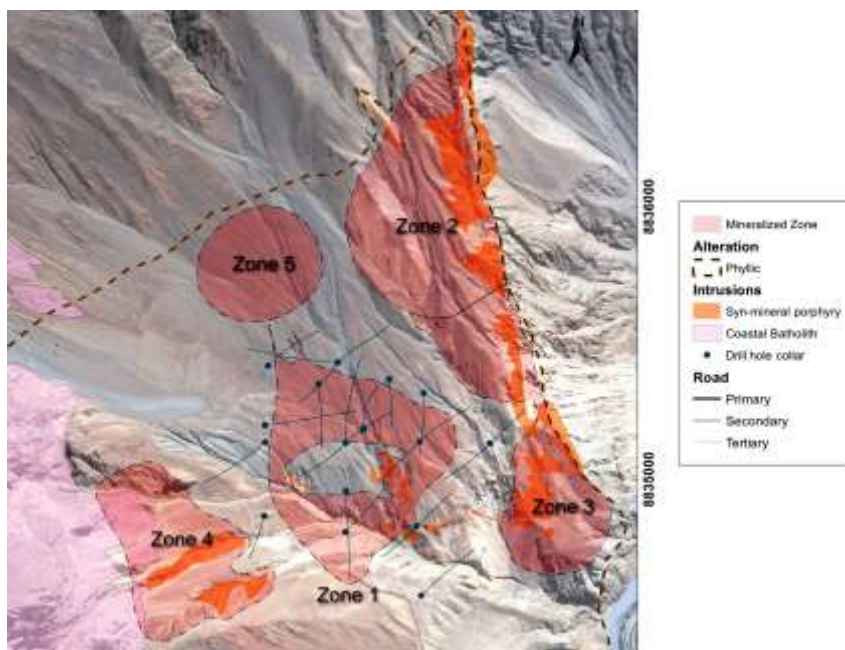 Zone 2
Zone 5
Zone 3
Zone 4
Zone 1
8836000
8835000
Mineralized Zone
Alteration
Phyllic
Intrusions
Syn-mineral porphyry
Coastal Batholith
Drill hole collar
Road
Primary
Secondary
Tertiary